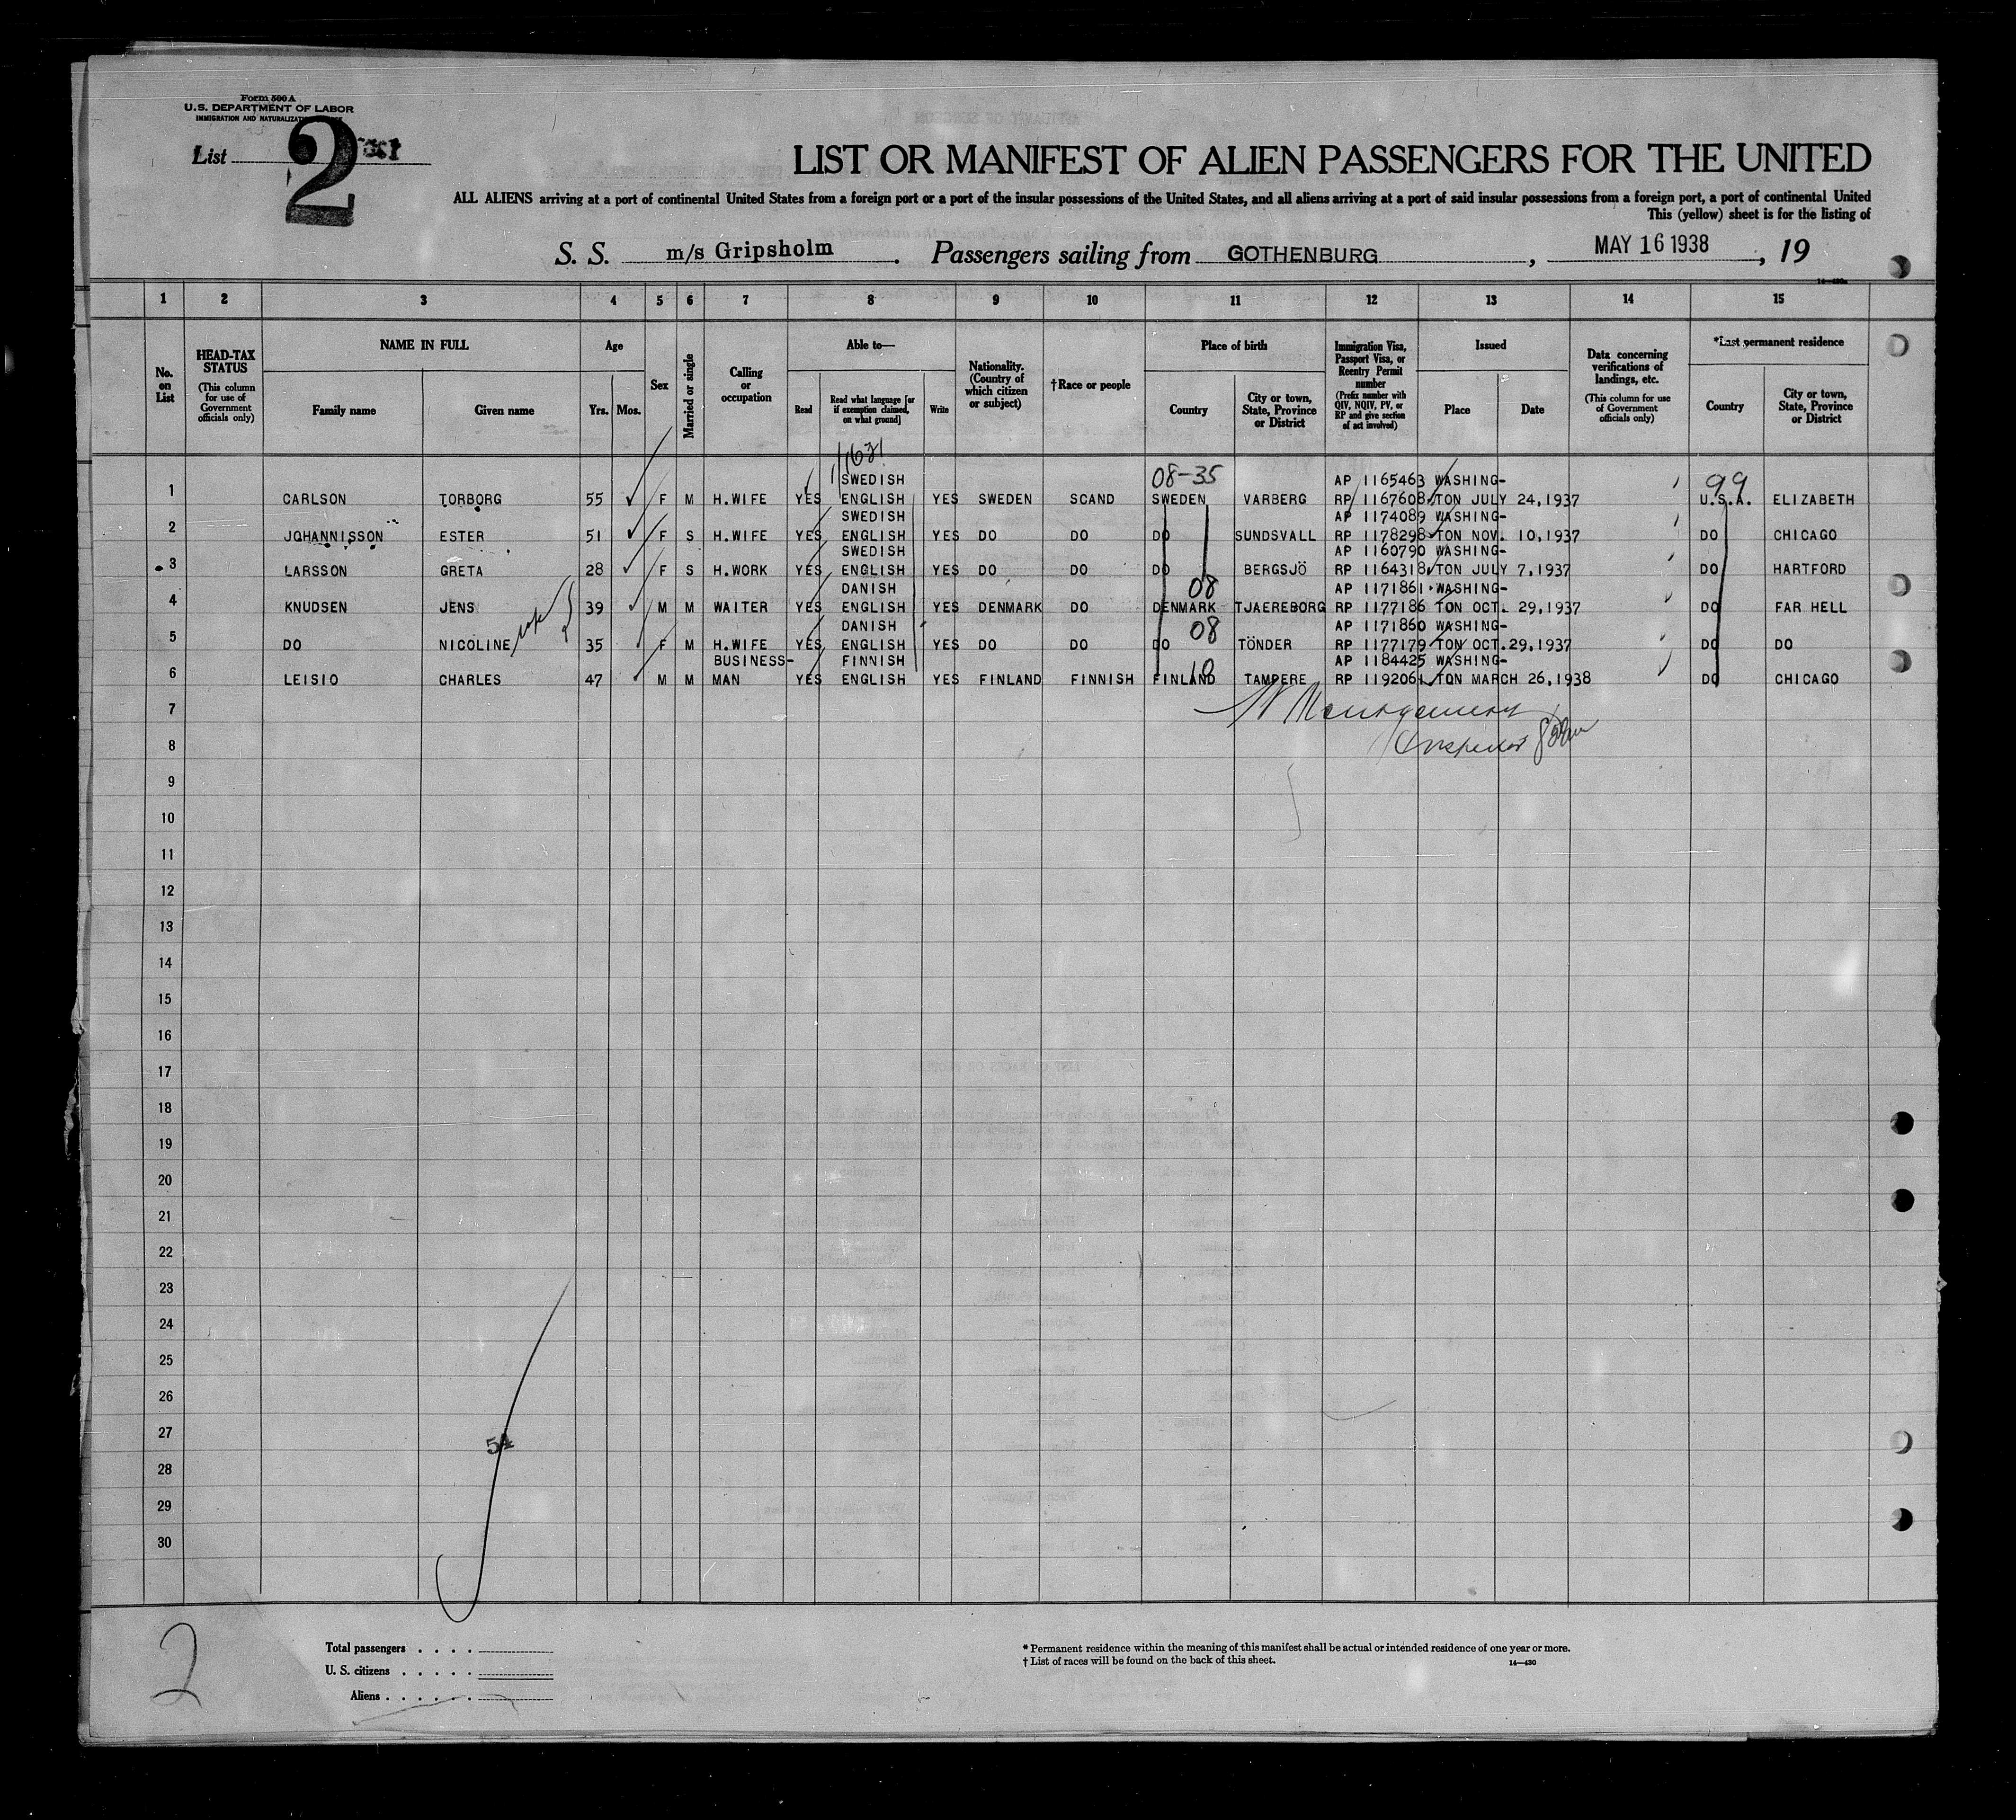 Form 500 A
U.S. DEPARTMENT OF LABOR
IMMIGRATION AND NATURALIZATION
List 2
LIST OR MANIFEST OF ALIEN PASSENGERS FOR THE UNITED
ALL ALIENS arriving at a port of continental United States from a foreign port or a port of the insular possessions of the United States, and all aliens arriving at a port of said insular possessions from a foreign port, a port of continental United
This (yellow) sheet is for the listing of
S. S. m/s Gripsholm. Passengers sailing from GOTHENBURG, MAY 16 1938, 19
1 2 3 4 5 6 7 8 9 10 11 12 13 14 15
No. on List
HEAD-TAX STATUS (This column for use of Government officials only)
NAME IN FULL Family name Given name
Age Yrs. Mos.
Sex
Married or single
Calling or occupation
Able to— Read Read what language [or if exemption claimed, on what ground] Write
Nationality. (Country of which citizen or subject)
†Race or people
Place of birth Country City or town, State, Province or District
Immigration Visa, Passport Visa, or Reentry Permit number (Prefix number with QIV, NQIV, PV, or RP and give section of act involved)
Issued Place Date
Data concerning verifications of landings, etc. (This column for use of Government officials only)
*Last permanent residence Country City or town, State, Province or District
08-35 99
SWEDISH AP 1165463 WASHING-
1 CARLSON TORBORG 55 F M H.WIFE YES ENGLISH YES SWEDEN SCAND SWEDEN VARBERG RP 1167608 TON JULY 24,1937 U.S.A. ELIZABETH
SWEDISH AP 1174089 WASHING-
2 JOHANNISSON ESTER 51 F S H.WIFE YES ENGLISH YES DO DO DO SUNDSVALL RP 1178298 TON NOV. 10,1937 DO CHICAGO
SWEDISH AP 1160790 WASHING-
3 LARSSON GRETA 28 F S H.WORK YES ENGLISH YES DO DO DO BERGSJÖ RP 1164318 TON JULY 7,1937 DO HARTFORD
DANISH 08 AP 1171861 WASHING-
4 KNUDSEN JENS 39 M M WAITER YES ENGLISH YES DENMARK DO DENMARK TJAEREBORG RP 1177186 TON OCT. 29,1937 DO FAR HELL
DANISH 08 AP 1171860 WASHING-
5 DO NICOLINE 35 F M H.WIFE YES ENGLISH YES DO DO DO TÖNDER RP 1177179 TON OCT.29,1937 DO DO
BUSINESS- FINNISH 10 AP 1184425 WASHING-
6 LEISIO CHARLES 47 M M MAN YES ENGLISH YES FINLAND FINNISH FINLAND TAMPERE RP 1192061 TON MARCH 26,1938 DO CHICAGO
7 Montgomery
8 Inspector
9
10
11
12
13
14
15
16
17
18
19
20
21
22
23
24
25
26
27 54
28
29
30
2
Total passengers
U. S. citizens
Aliens
* Permanent residence within the meaning of this manifest shall be actual or intended residence of one year or more.
† List of races will be found on the back of this sheet. 14—430